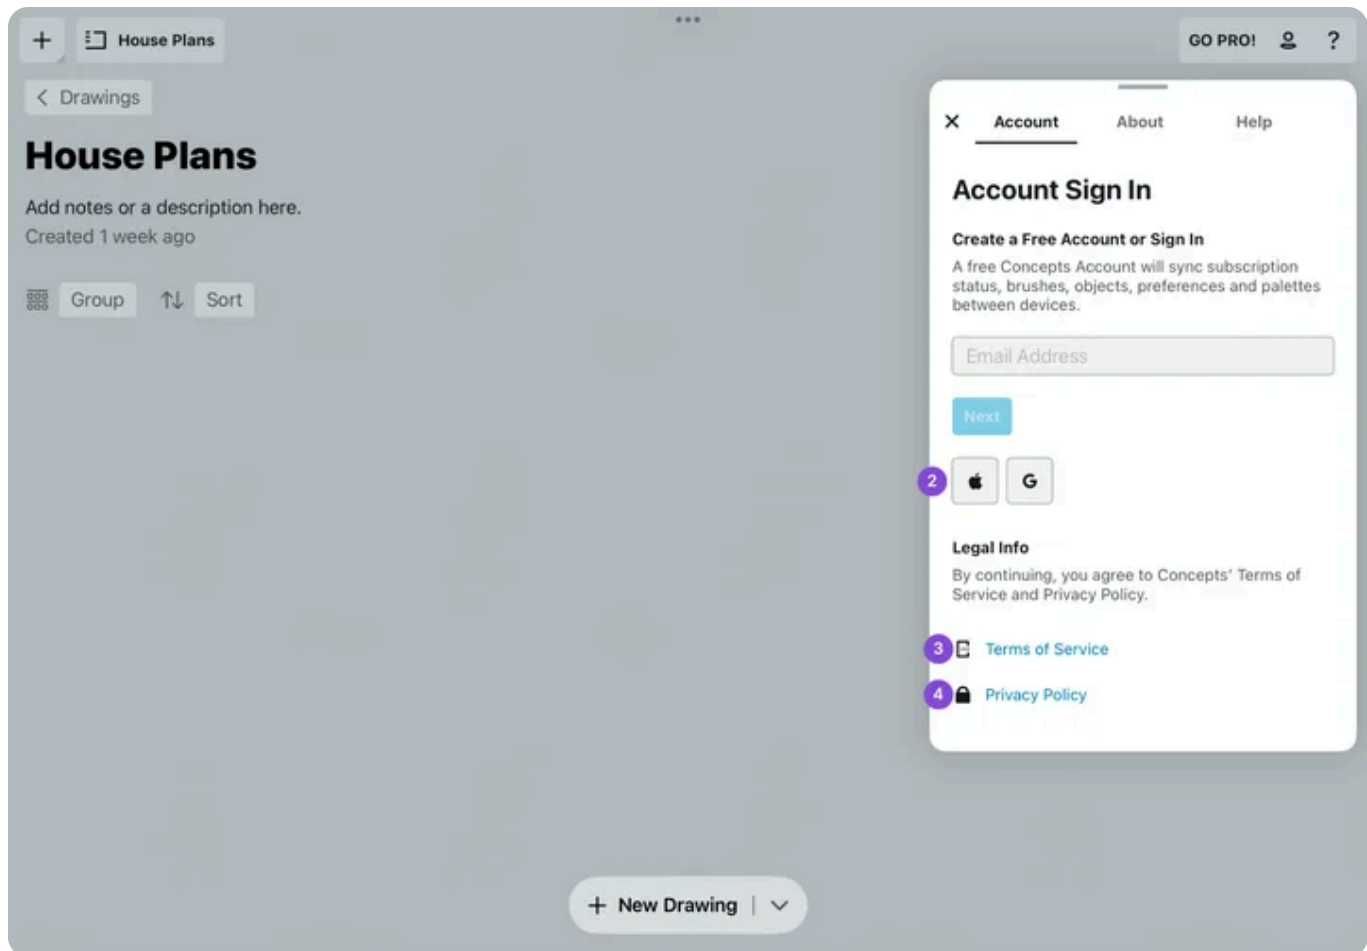 House Plans
GO PRO!
?
Drawings
House Plans
Add notes or a description here.
Created 1 week ago
Group
Sort
Account
About
Help
Account Sign In
Create a Free Account or Sign In
A free Concepts Account will sync subscription
status, brushes, objects, preferences and palettes
between devices.
Email Address
Next
2
G
Legal Info
By continuing, you agree to Concepts' Terms of
Service and Privacy Policy.
3 Terms of Service
4 Privacy Policy
+ New Drawing